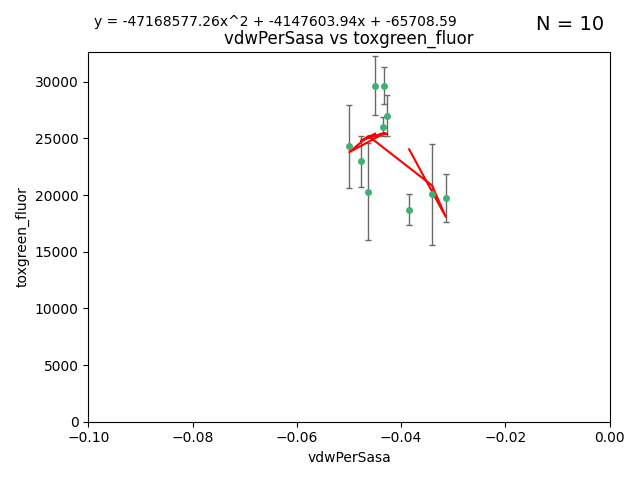 y = -47168577.26x^2 + -4147603.94x + -65708.59
N = 10
vdwPerSasa vs toxgreen_fluor
30000
25000
20000
15000
10000
5000
0
toxgreen_fluor
−0.10
−0.08
−0.06
−0.04
−0.02
0.00
vdwPerSasa